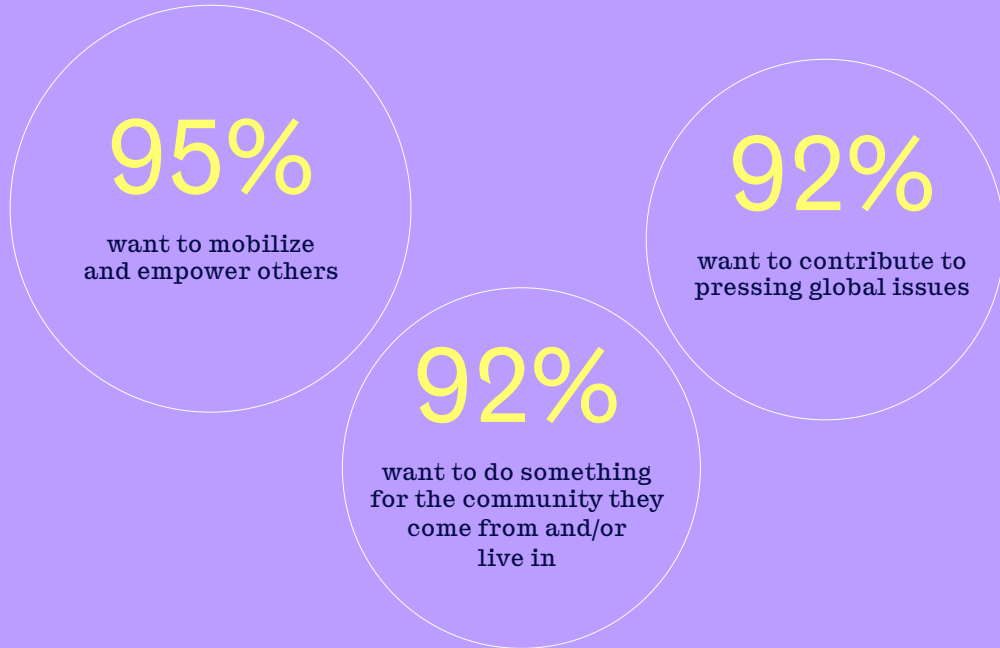 95%
want to mobilize
and empower others
92%
want to contribute to
pressing global issues
92%
want to do something
for the community they
come from and/or
live in